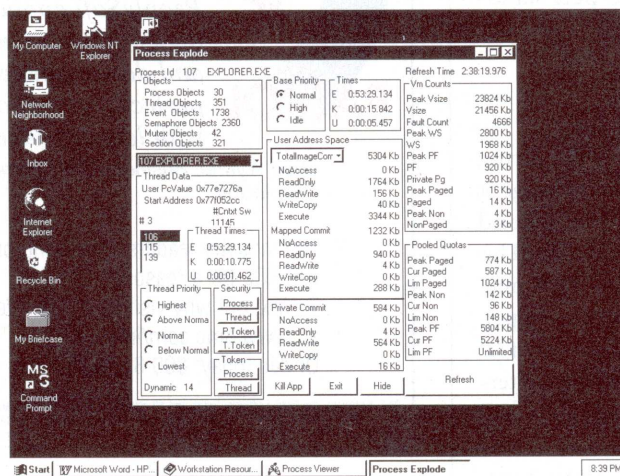 My Computer
Windows NT
Explorer
Network
Neighborhood
Inbox
Internet
Explorer
Recycle Bin
My Briefcase
MS
Command
Prompt
Process Explode
Process Id 107 EXPLORER.EXE
Refresh Time 2:38:19.976
Objects
Process Objects 30
Thread Objects 351
Event Objects 1738
Semaphore Objects 2360
Mutex Objects 42
Section Objects 321
107 EXPLORER.EXE
Thread Data
User PcValue 0x77e7276a
Start Address 0x77f052cc
#Cntxt Sw
# 3 11145
106
115
139
Thread Times
E 0:53:29.134
K 0:00:10.775
U 0:00:01.462
Thread Priority
Highest
Above Norma
Normal
Below Normal
Lowest
Dynamic 14
Security
Process
Thread
P.Token
T.Token
Token
Process
Thread
Base Priority
Normal
High
Idle
Times
E 0:53:29.134
K 0:00:15.842
U 0:00:05.457
User Address Space
TotalImageCorr 5304 Kb
NoAccess 0 Kb
ReadOnly 1764 Kb
ReadWrite 156 Kb
WriteCopy 40 Kb
Execute 3344 Kb
Mapped Commit 1232 Kb
NoAccess 0 Kb
ReadOnly 940 Kb
ReadWrite 4 Kb
WriteCopy 0 Kb
Execute 288 Kb
Private Commit 584 Kb
NoAccess 0 Kb
ReadOnly 4 Kb
ReadWrite 564 Kb
WriteCopy 0 Kb
Execute 16 Kb
Kill App
Exit
Hide
Vm Counts
Peak Vsize 23824 Kb
Vsize 21456 Kb
Fault Count 4666
Peak WS 2800 Kb
WS 1968 Kb
Peak PF 1024 Kb
PF 920 Kb
Private Pg 920 Kb
Peak Paged 16 Kb
Paged 14 Kb
Peak Non 4 Kb
NonPaged 3 Kb
Pooled Quotas
Peak Paged 774 Kb
Cur Paged 587 Kb
Lim Paged 1024 Kb
Peak Non 142 Kb
Cur Non 96 Kb
Lim Non 148 Kb
Peak PF 5804 Kb
Cur PF 5224 Kb
Lim PF Unlimited
Refresh
Start
Microsoft Word - HP...
Workstation Resour...
Process Viewer
Process Explode
8:39 PM